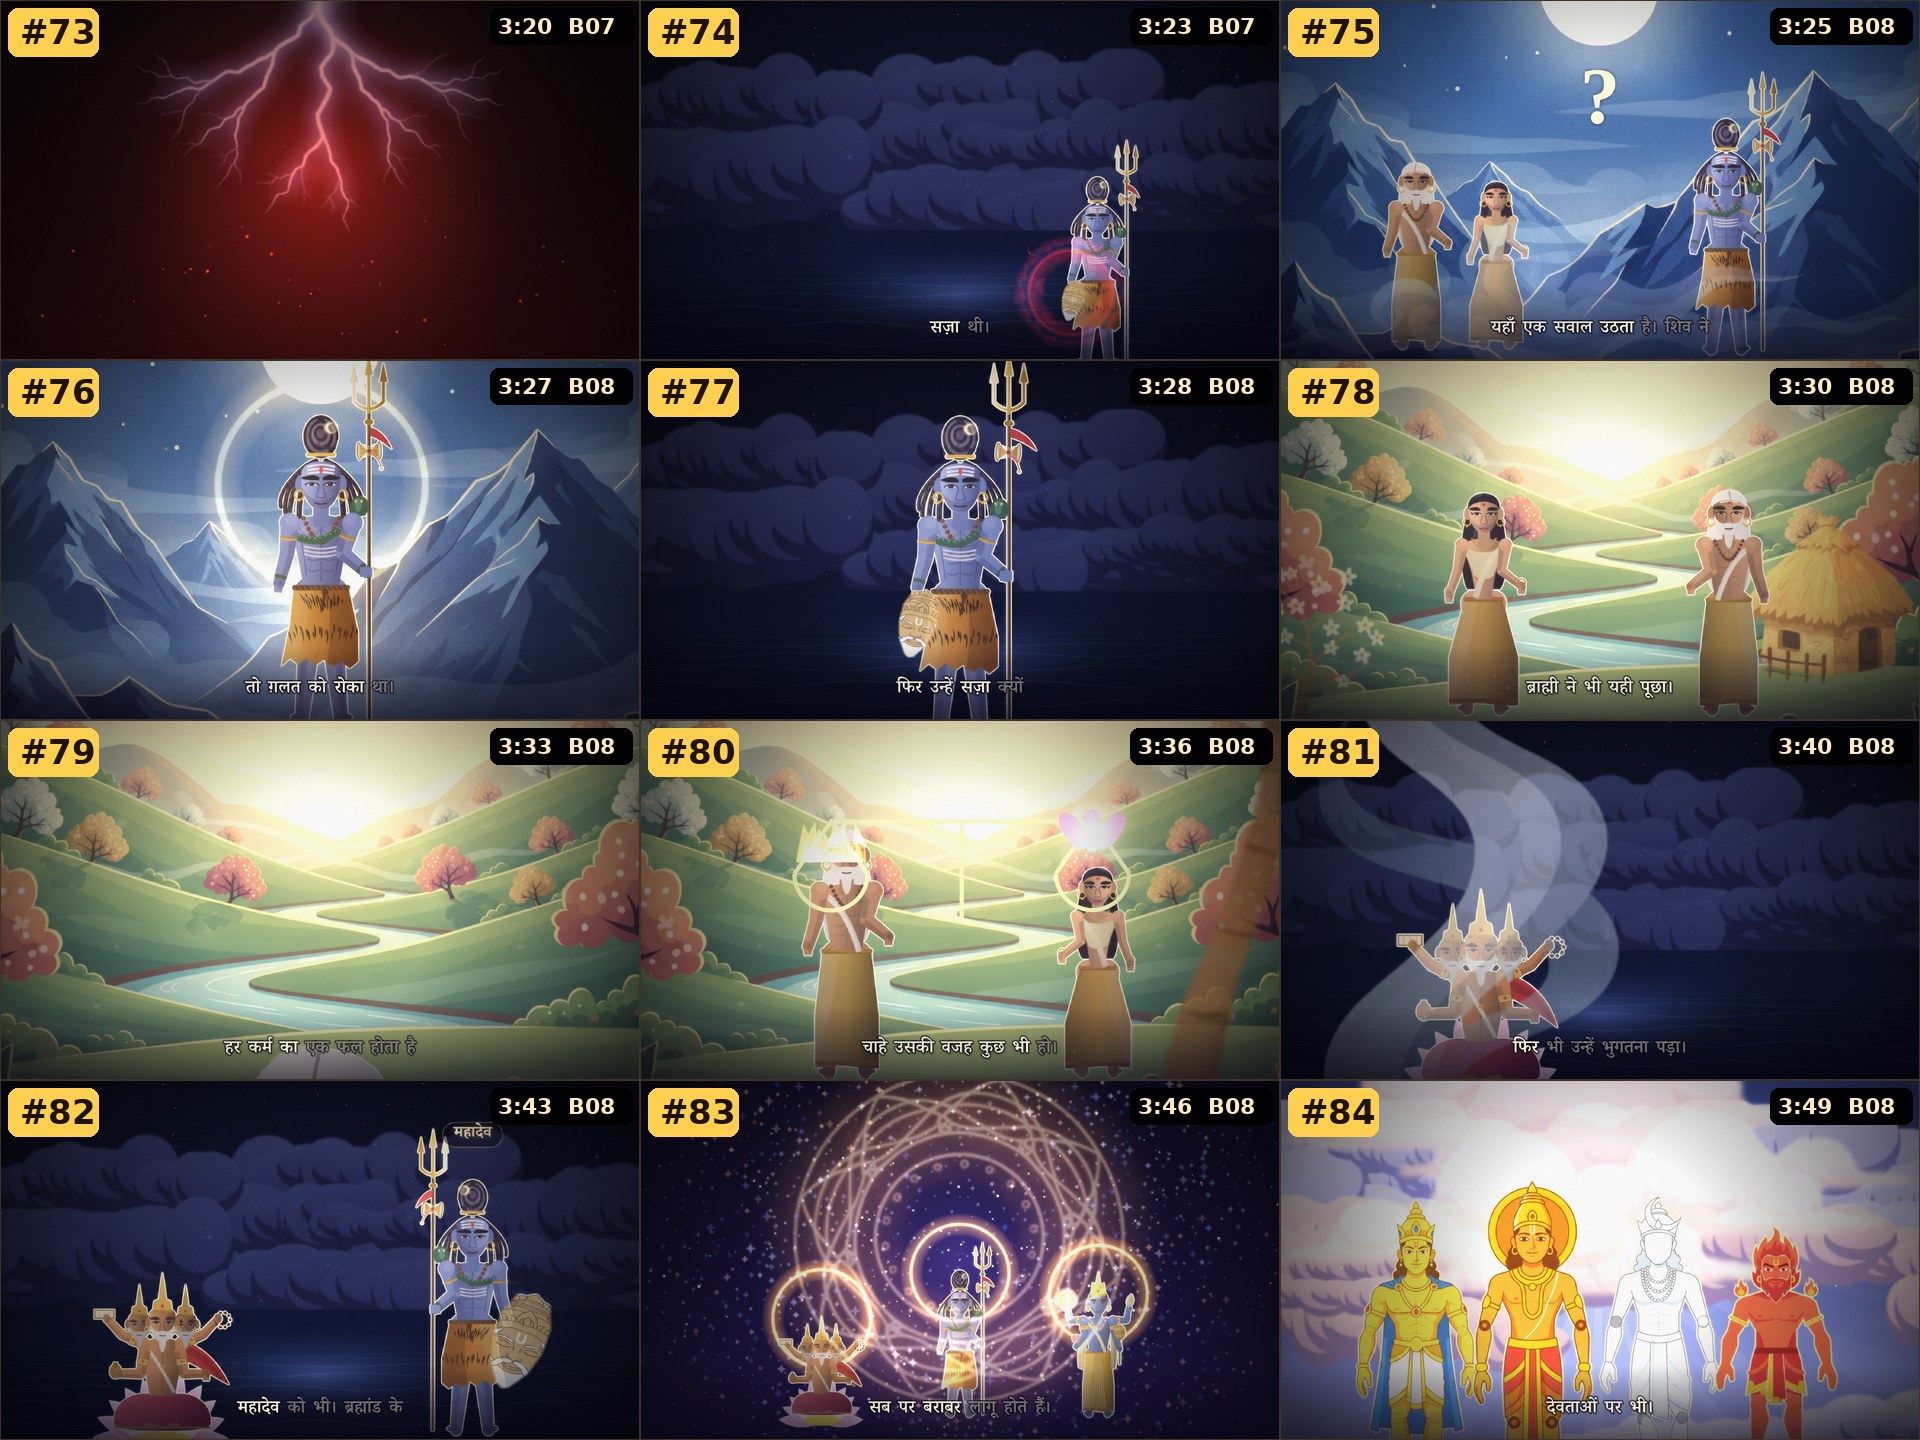 #73
3:20 B07
#74
3:23 B07
सज़ा थी।
#75
3:25 B08
?
यहाँ एक सवाल उठता है। शिव ने
#76
3:27 B08
तो ग़लत को रोका था।
#77
3:28 B08
फिर उन्हें सज़ा क्यों
#78
3:30 B08
ब्राह्मी ने भी यही पूछा।
#79
3:33 B08
हर कर्म का एक फल होता है
#80
3:36 B08
चाहे उसकी वजह कुछ भी हो।
#81
3:40 B08
फिर भी उन्हें भुगतना पड़ा।
#82
3:43 B08
महादेव
महादेव को भी। ब्रह्मांड के
#83
3:46 B08
सब पर बराबर लागू होते हैं।
#84
3:49 B08
देवताओं पर भी।